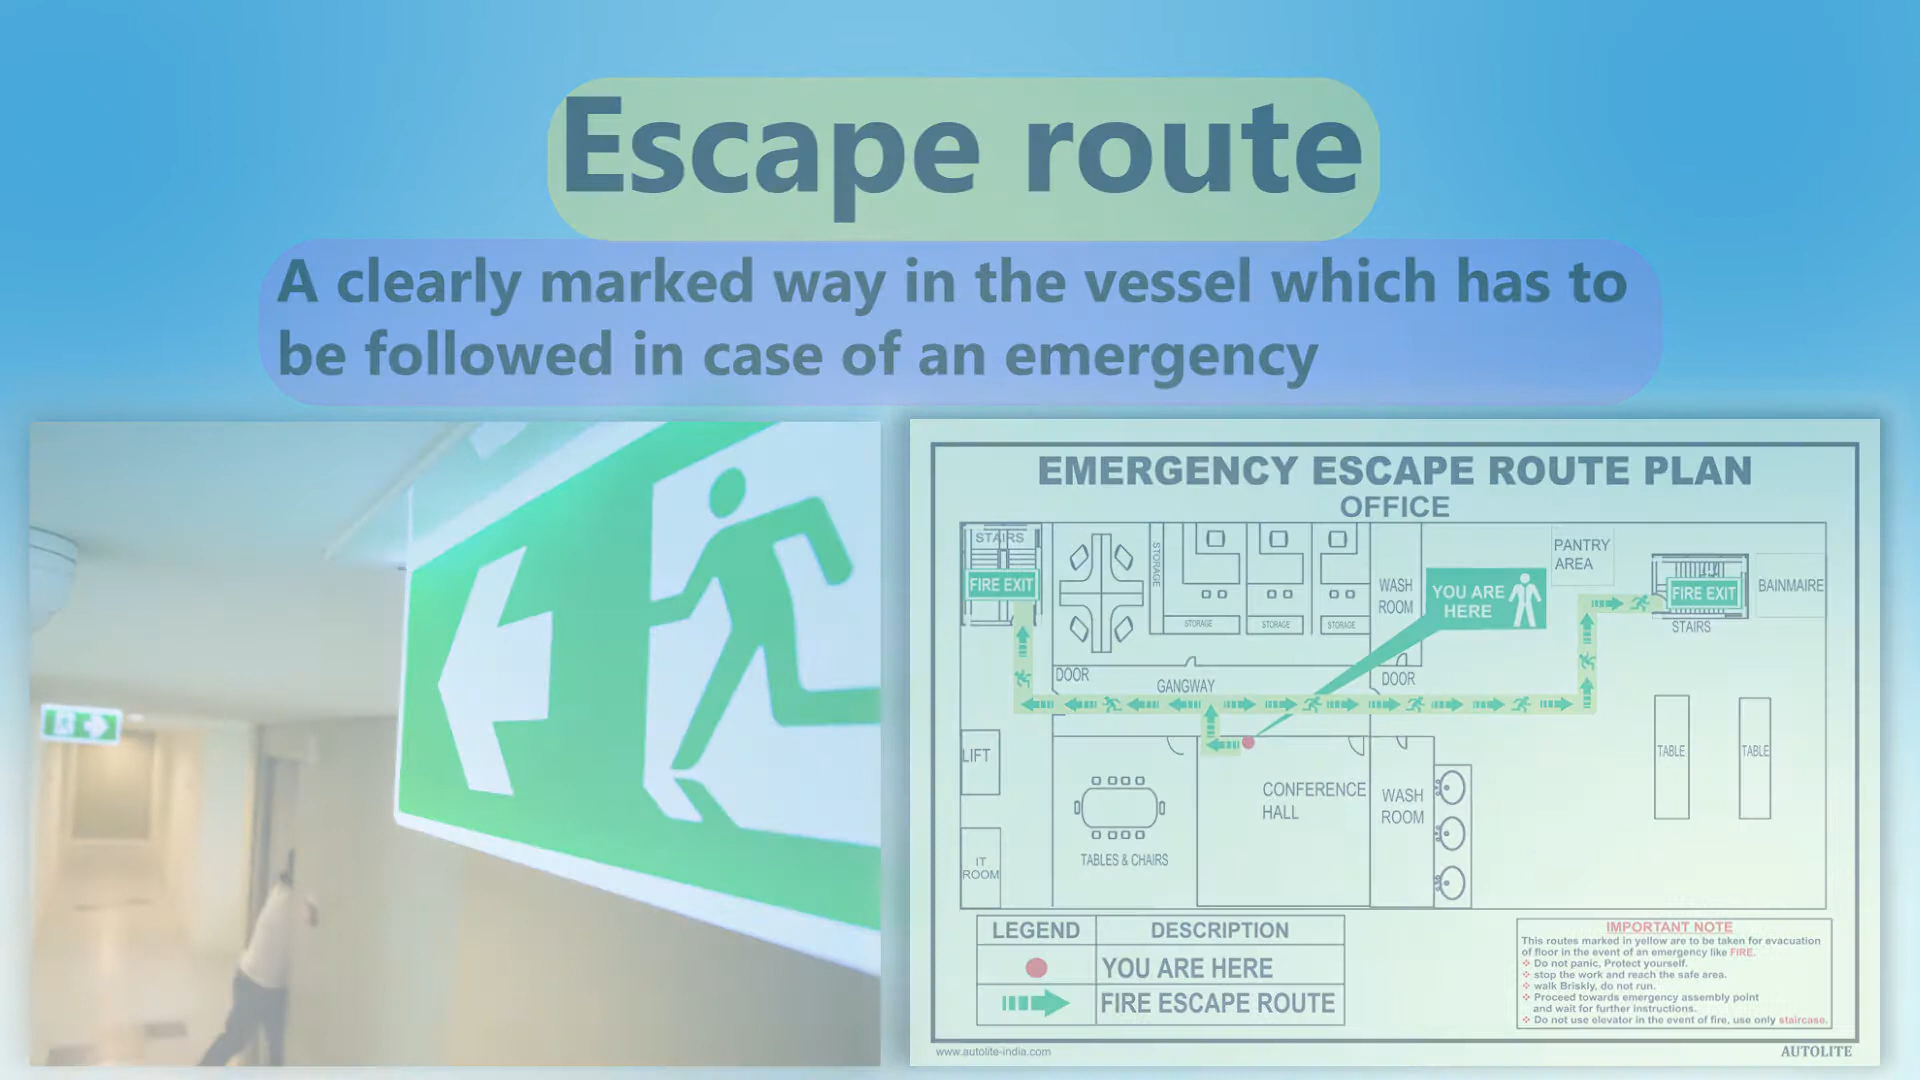 Escape route
A clearly marked way in the vessel which has to
be followed in case of an emergency
EMERGENCY ESCAPE ROUTE PLAN
OFFICE
STAIRS
FIRE EXIT
STORAGE
STORAGE
STORAGE
STORAGE
WASH
ROOM
YOU ARE
HERE
PANTRY
AREA
FIRE EXIT
STAIRS
BAINMAIRE
DOOR
GANGWAY
DOOR
LIFT
IT
ROOM
TABLES & CHAIRS
CONFERENCE
HALL
WASH
ROOM
TABLE
TABLE
LEGEND DESCRIPTION
YOU ARE HERE
FIRE ESCAPE ROUTE
IMPORTANT NOTE
This routes marked in yellow are to be taken for evacuation
of floor in the event of an emergency like FIRE.
❖ Do not panic, Protect yourself.
❖ stop the work and reach the safe area.
❖ walk Briskly, do not run.
❖ Proceed towards emergency assembly point
and wait for further instructions.
❖ Do not use elevator in the event of fire, use only staircase.
www.autolite-india.com
AUTOLITE